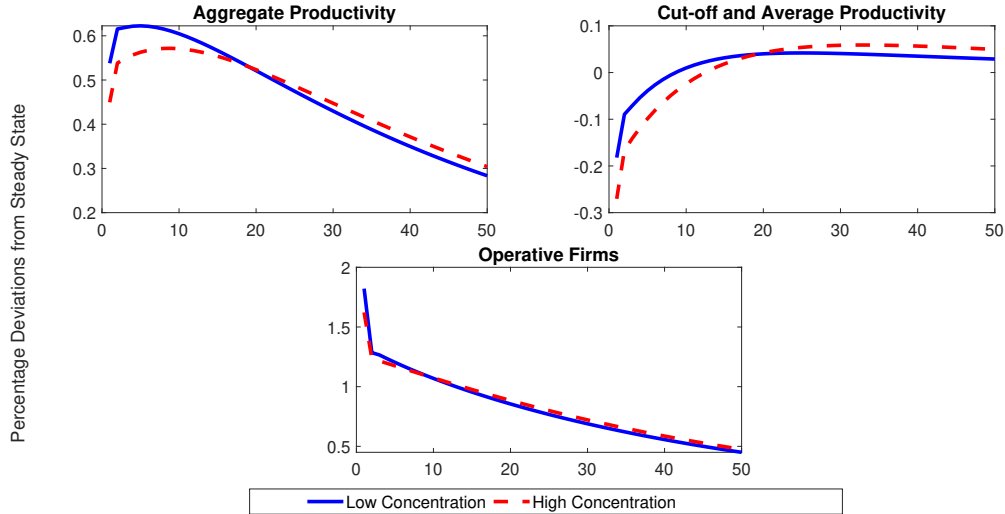 Aggregate Productivity
0.6
0.5
0.4
0.3
0.2
0 10 20 30 40 50
Cut-off and Average Productivity
0.1
0
-0.1
-0.2
-0.3
0 10 20 30 40 50
Percentage Deviations from Steady State
Operative Firms
2
1.5
1
0.5
0 10 20 30 40 50
Low Concentration High Concentration